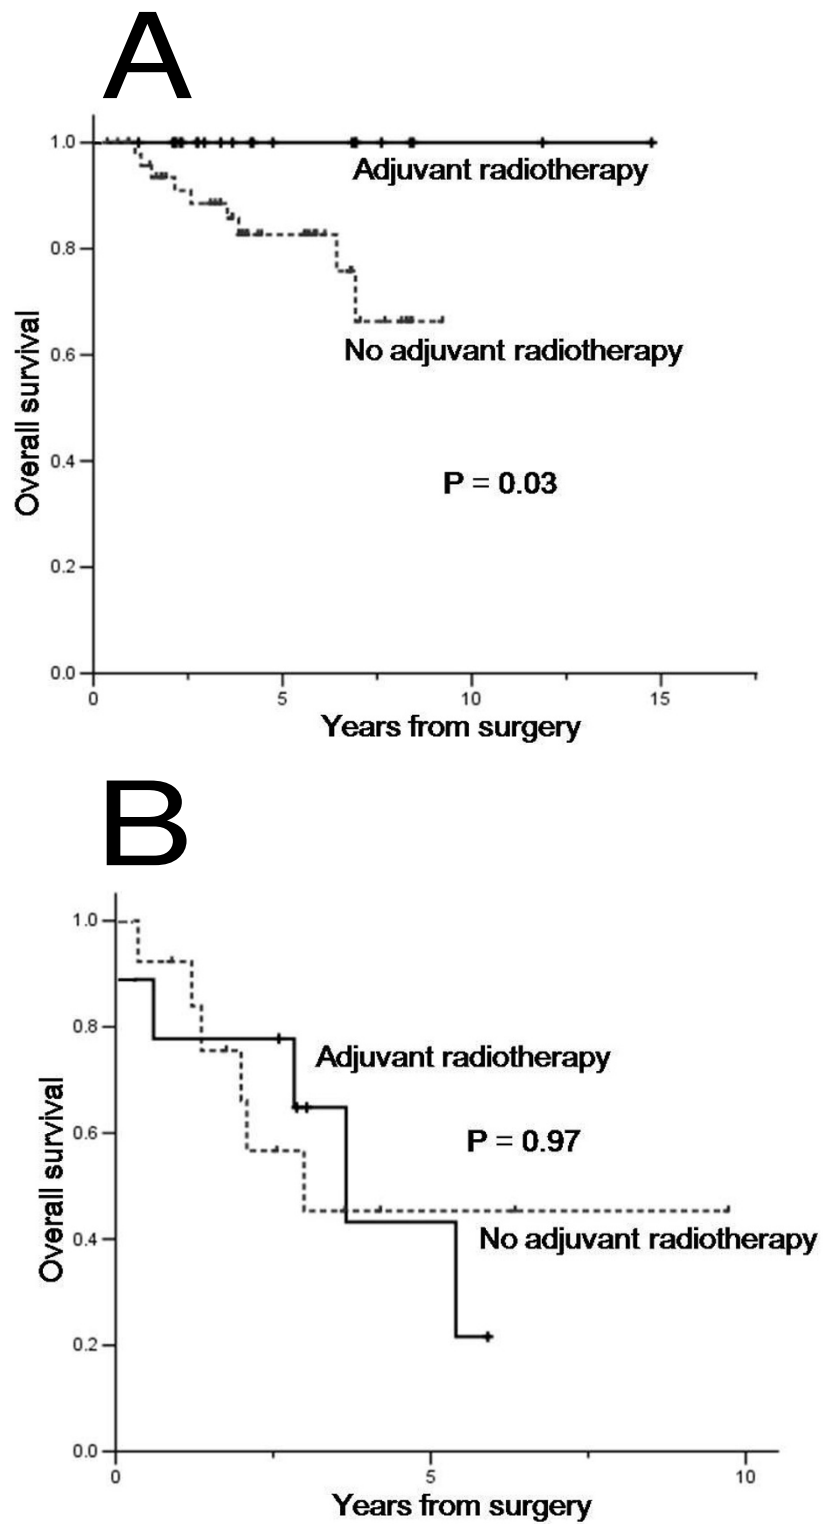 A
1.0
Adjuvant radiotherapy
0.8
No adjuvant radiotherapy
0.6
Overall survival
0.4
P = 0.03
0.2
0.0
0 5 10 15
Years from surgery
B
1.0
0.8
Adjuvant radiotherapy
0.6
P = 0.97
Overall survival
0.4
No adjuvant radiotherapy
0.2
0.0
0 5 10
Years from surgery